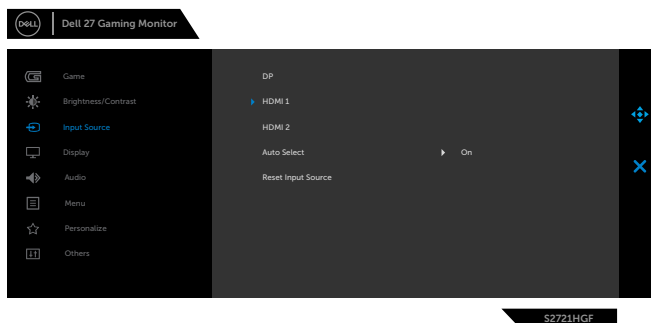 DELL
Dell 27 Gaming Monitor
Game
Brightness/Contrast
Input Source
Display
Audio
Menu
Personalize
Others
DP
HDMI 1
HDMI 2
Auto Select
On
Reset Input Source
S2721HGF